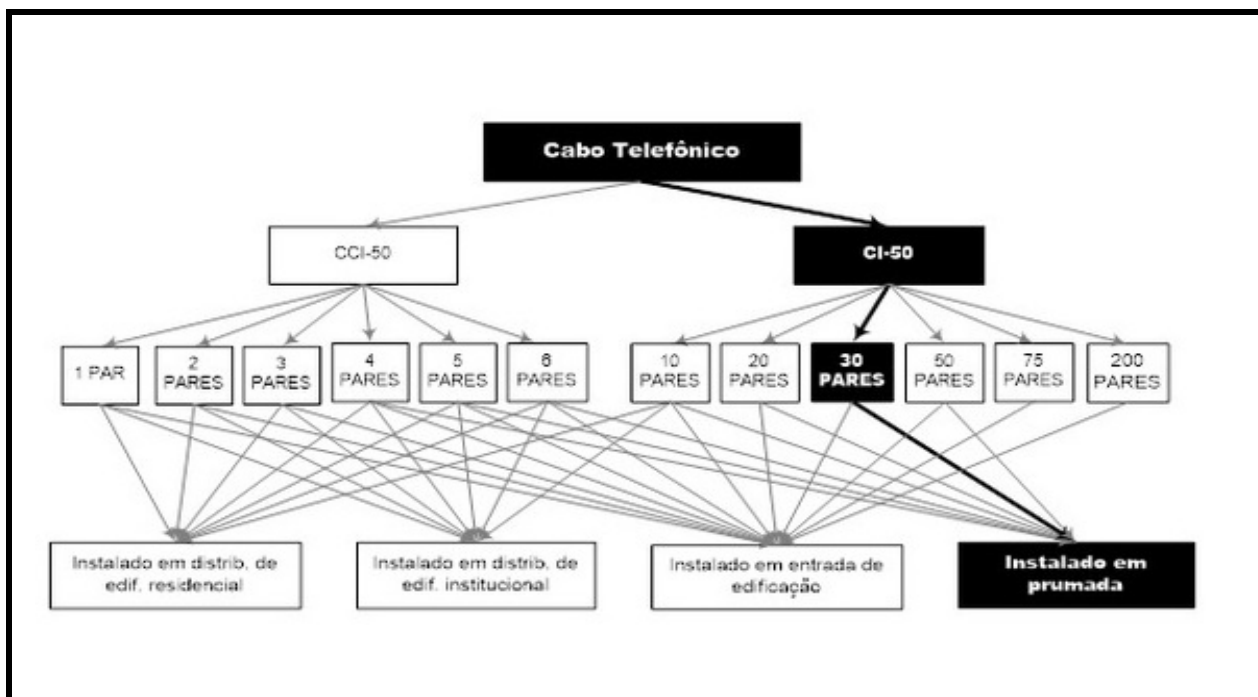 Cabo Telefônico
CCI-50
CI-50
1 PAR
2
PARES
3
PARES
4
PARES
5
PARES
6
PARES
10
PARES
20
PARES
30
PARES
50
PARES
75
PARES
200
PARES
Instalado em distrib. de
edif. residencial
Instalado em distrib. de
edif. institucional
Instalado em entrada de
edificação
Instalado em
prumada